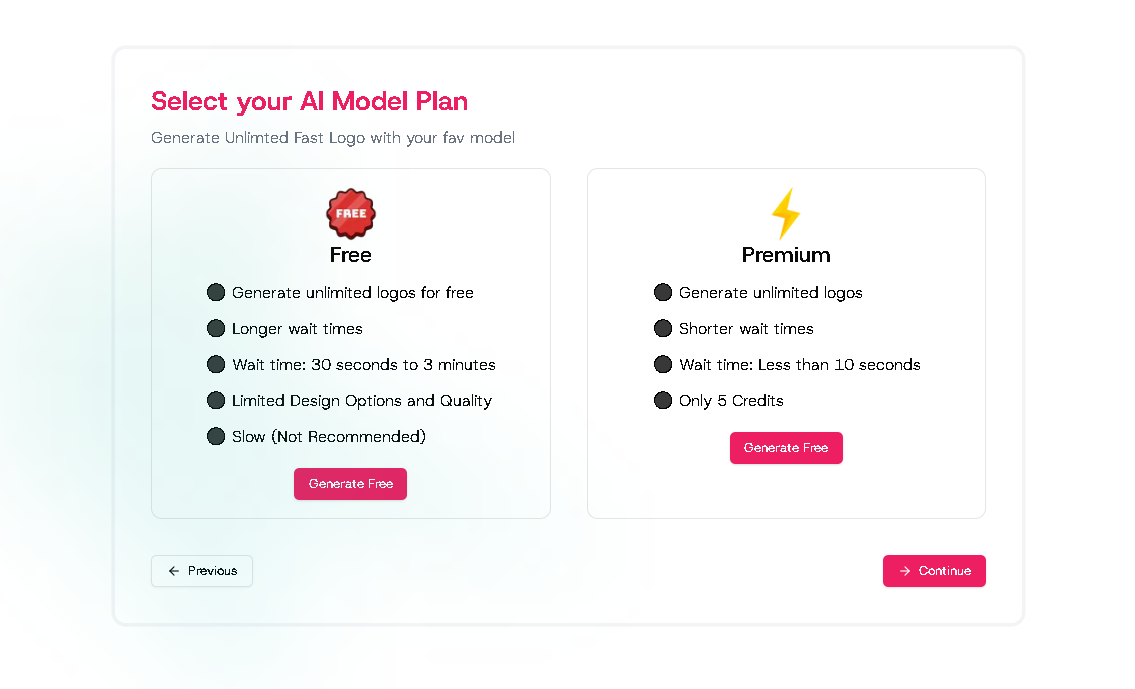 Select your AI Model Plan
Generate Unlimted Fast Logo with your fav model
FREE
Free
Generate unlimited logos for free
Longer wait times
Wait time: 30 seconds to 3 minutes
Limited Design Options and Quality
Slow (Not Recommended)
Generate Free
Premium
Generate unlimited logos
Shorter wait times
Wait time: Less than 10 seconds
Only 5 Credits
Generate Free
Previous
Continue